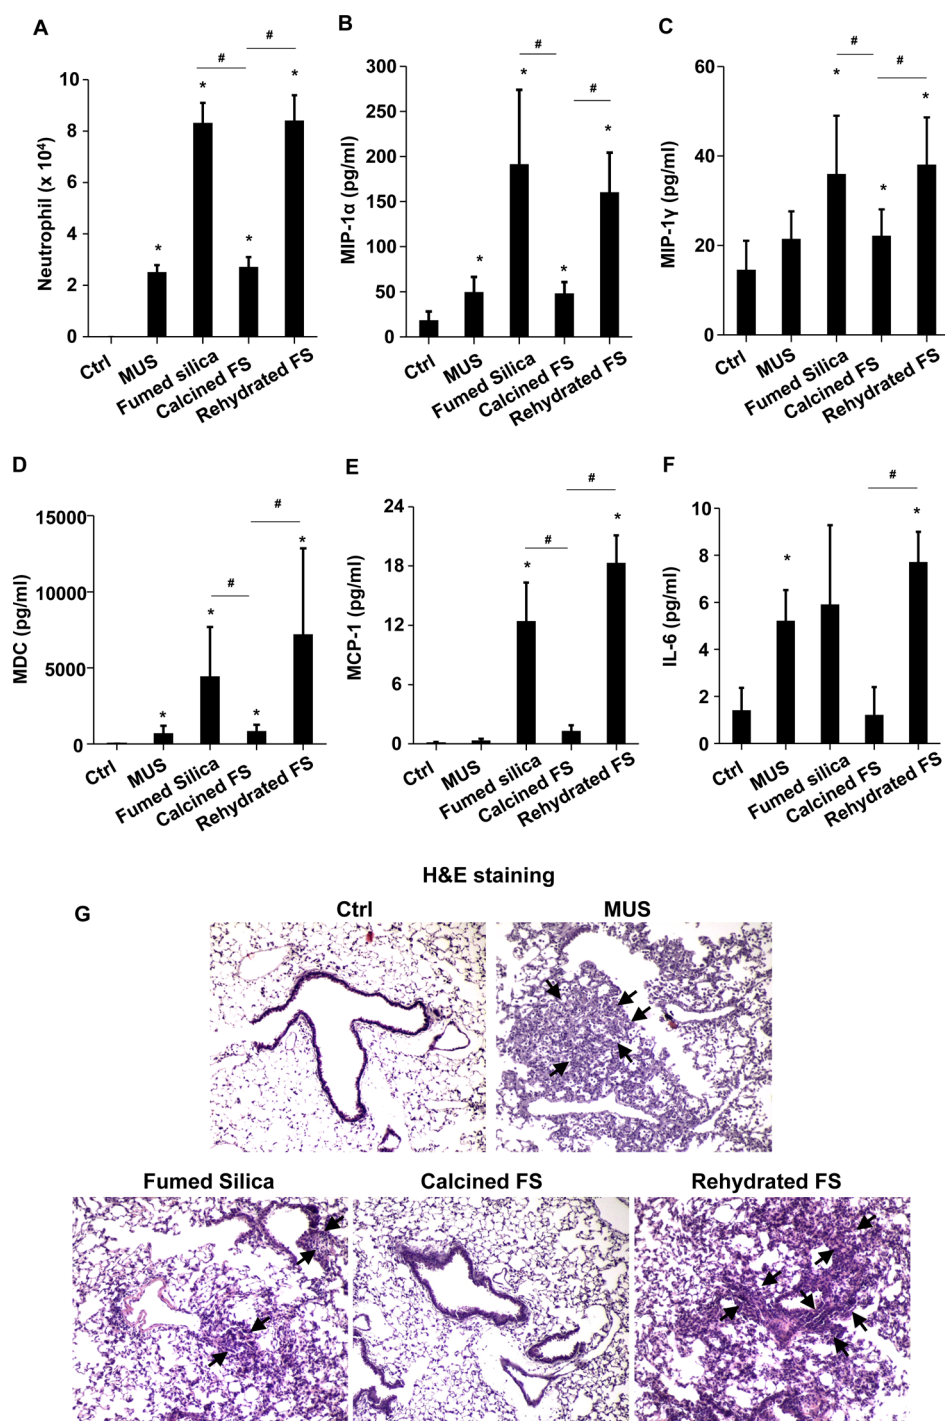 A
#
#
*
*
*
*
Neutrophil (x 10⁴)
10
8
6
4
2
0
Ctrl
MUS
Fumed silica
Calcined FS
Rehydrated FS
B
#
#
*
*
*
*
MIP-1α (pg/ml)
300
250
200
150
100
50
0
Ctrl
MUS
Fumed Silica
Calcined FS
Rehydrated FS
C
#
#
*
*
*
MIP-1γ (pg/ml)
60
40
20
0
Ctrl
MUS
Fumed Silica
Calcined FS
Rehydrated FS
D
#
#
*
*
*
*
MDC (pg/ml)
15000
10000
5000
0
Ctrl
MUS
Fumed Silica
Calcined FS
Rehydrated FS
E
#
#
*
*
MCP-1 (pg/ml)
24
18
12
6
0
Ctrl
MUS
Fumed silica
Calcined FS
Rehydrated FS
F
#
*
*
IL-6 (pg/ml)
10
8
6
4
2
0
Ctrl
MUS
Fumed silica
Calcined FS
Rehydrated FS
H&E staining
G
Ctrl
MUS
Fumed Silica
Calcined FS
Rehydrated FS